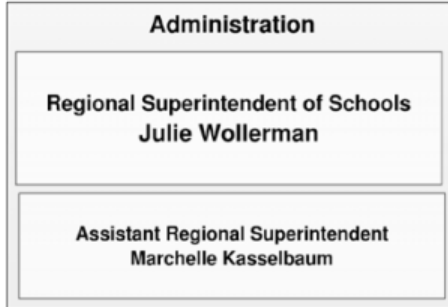 Administration
Regional Superintendent of Schools
Julie Wollerman
Assistant Regional Superintendent
Marchelle Kasselbaum